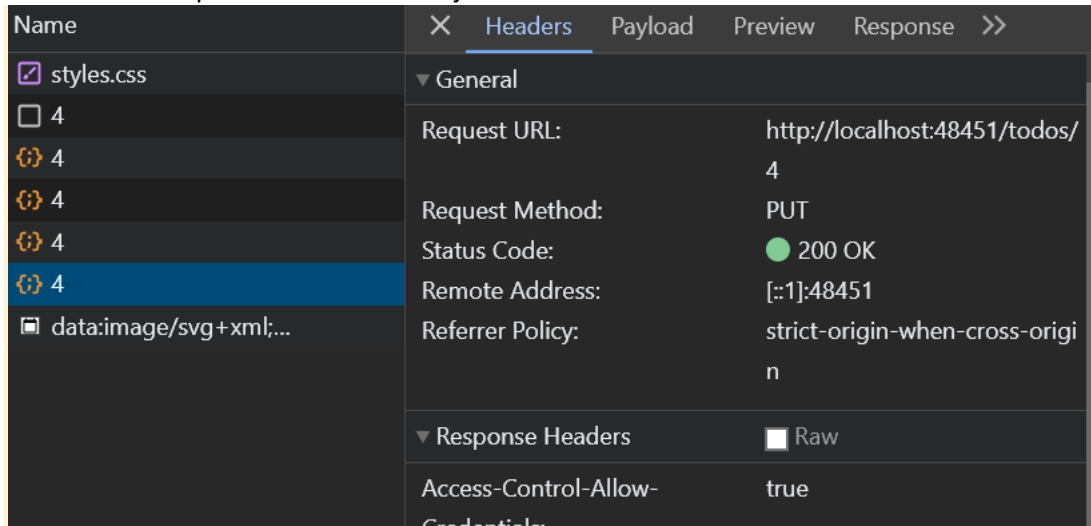 Name
Headers Payload Preview Response
styles.css
General
4
Request URL: http://localhost:48451/todos/
4
4
4
Request Method: PUT
4
Status Code: 200 OK
4
Remote Address: [::1]:48451
data:image/svg+xml;...
Referrer Policy: strict-origin-when-cross-origi
n
Response Headers Raw
Access-Control-Allow- true
Credentials: